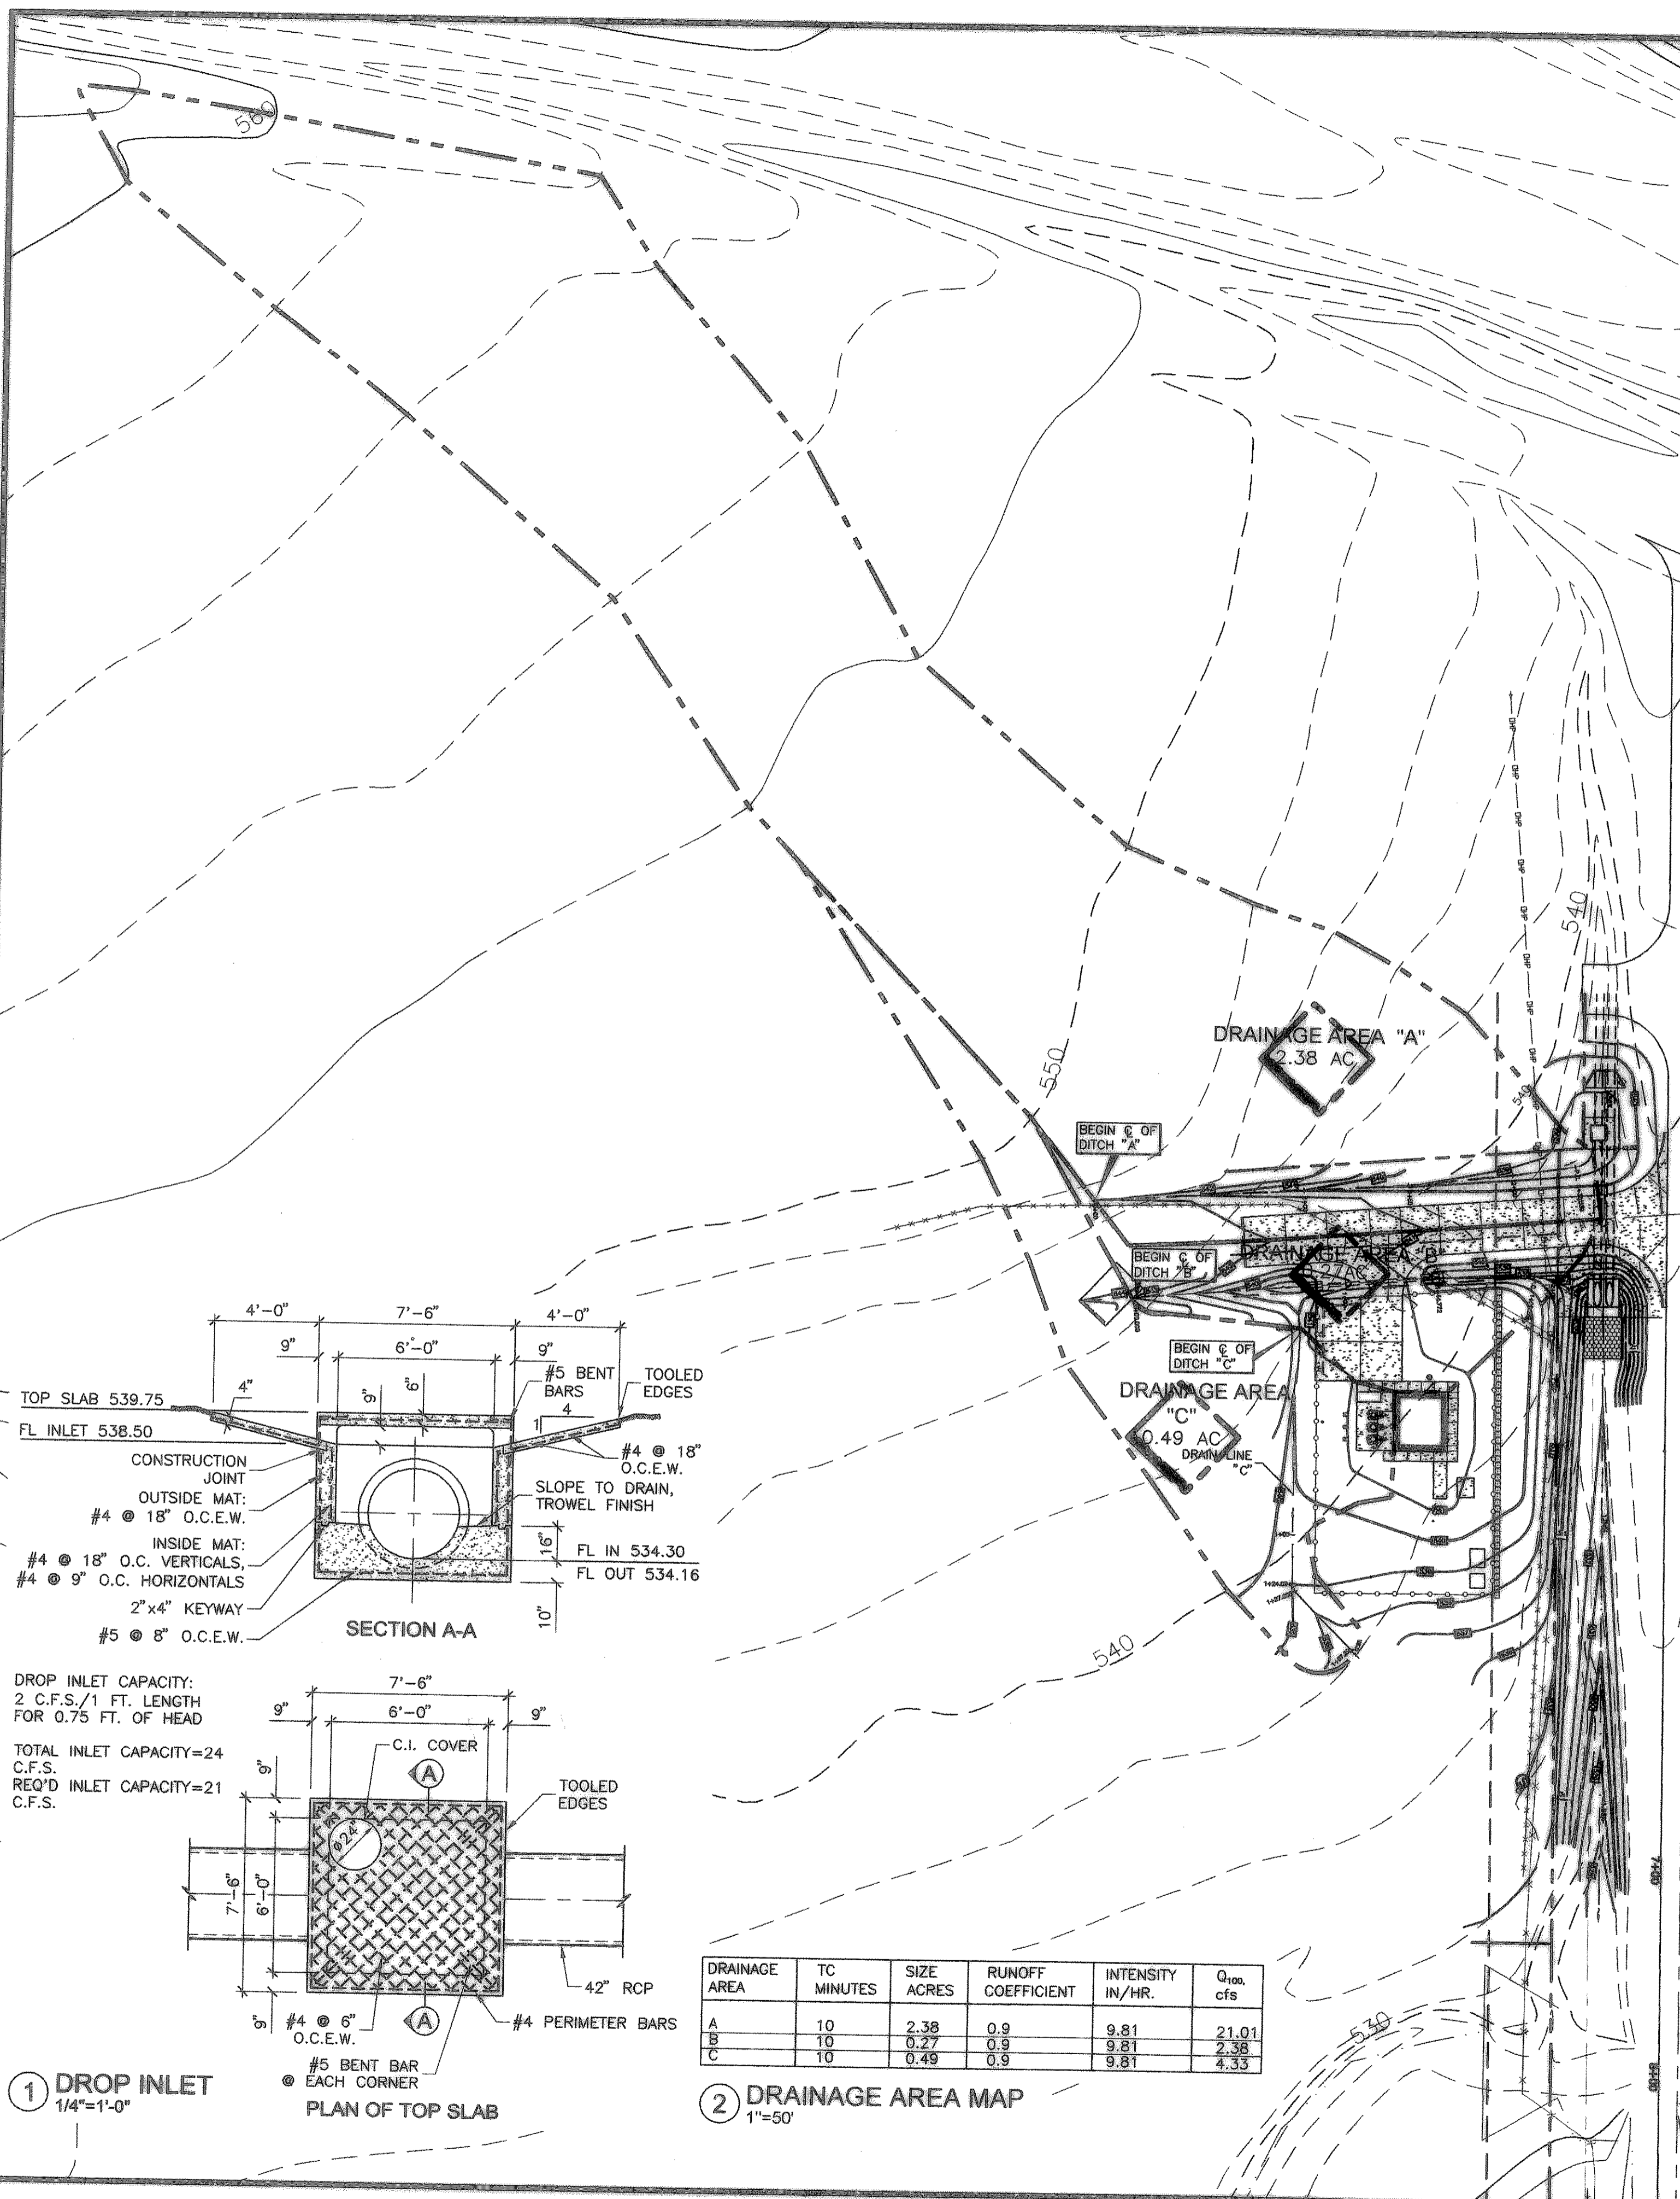 560
550
540
540
540
530
DRAINAGE AREA "A"
2.38 AC
BEGIN ℄ OF
DITCH "A"
DRAINAGE AREA "B"
BEGIN ℄ OF
DITCH "B"
BEGIN ℄ OF
DITCH "C"
DRAINAGE AREA
"C"
0.49 AC
DRAIN LINE
"C"
OHP
OHP
OHP
OHP
OHP
OHP
7+00
8+00
4'-0"
7'-6"
4'-0"
9"
6'-0"
9"
#5 BENT
BARS
TOOLED
EDGES
4"
9"
6"
1
4
TOP SLAB 539.75
FL INLET 538.50
CONSTRUCTION
JOINT
OUTSIDE MAT:
#4 @ 18" O.C.E.W.
INSIDE MAT:
#4 @ 18" O.C. VERTICALS,
#4 @ 9" O.C. HORIZONTALS
2"x4" KEYWAY
#5 @ 8" O.C.E.W.
#4 @ 18"
O.C.E.W.
SLOPE TO DRAIN,
TROWEL FINISH
16"
FL IN 534.30
FL OUT 534.16
10"
SECTION A-A
DROP INLET CAPACITY:
2 C.F.S./1 FT. LENGTH
FOR 0.75 FT. OF HEAD
TOTAL INLET CAPACITY=24
C.F.S.
REQ'D INLET CAPACITY=21
C.F.S.
7'-6"
9"
6'-0"
9"
C.I. COVER
A
9"
TOOLED
EDGES
Ø24"
7'-6"
6'-0"
42" RCP
9"
#4 @ 6"
O.C.E.W.
A
#4 PERIMETER BARS
#5 BENT BAR
@ EACH CORNER
1 DROP INLET
1/4"=1'-0"
PLAN OF TOP SLAB
DRAINAGE AREA TC MINUTES SIZE ACRES RUNOFF COEFFICIENT INTENSITY IN/HR. Q100, cfs
A 10 2.38 0.9 9.81 21.01
B 10 0.27 0.9 9.81 2.38
C 10 0.49 0.9 9.81 4.33
2 DRAINAGE AREA MAP
1"=50'